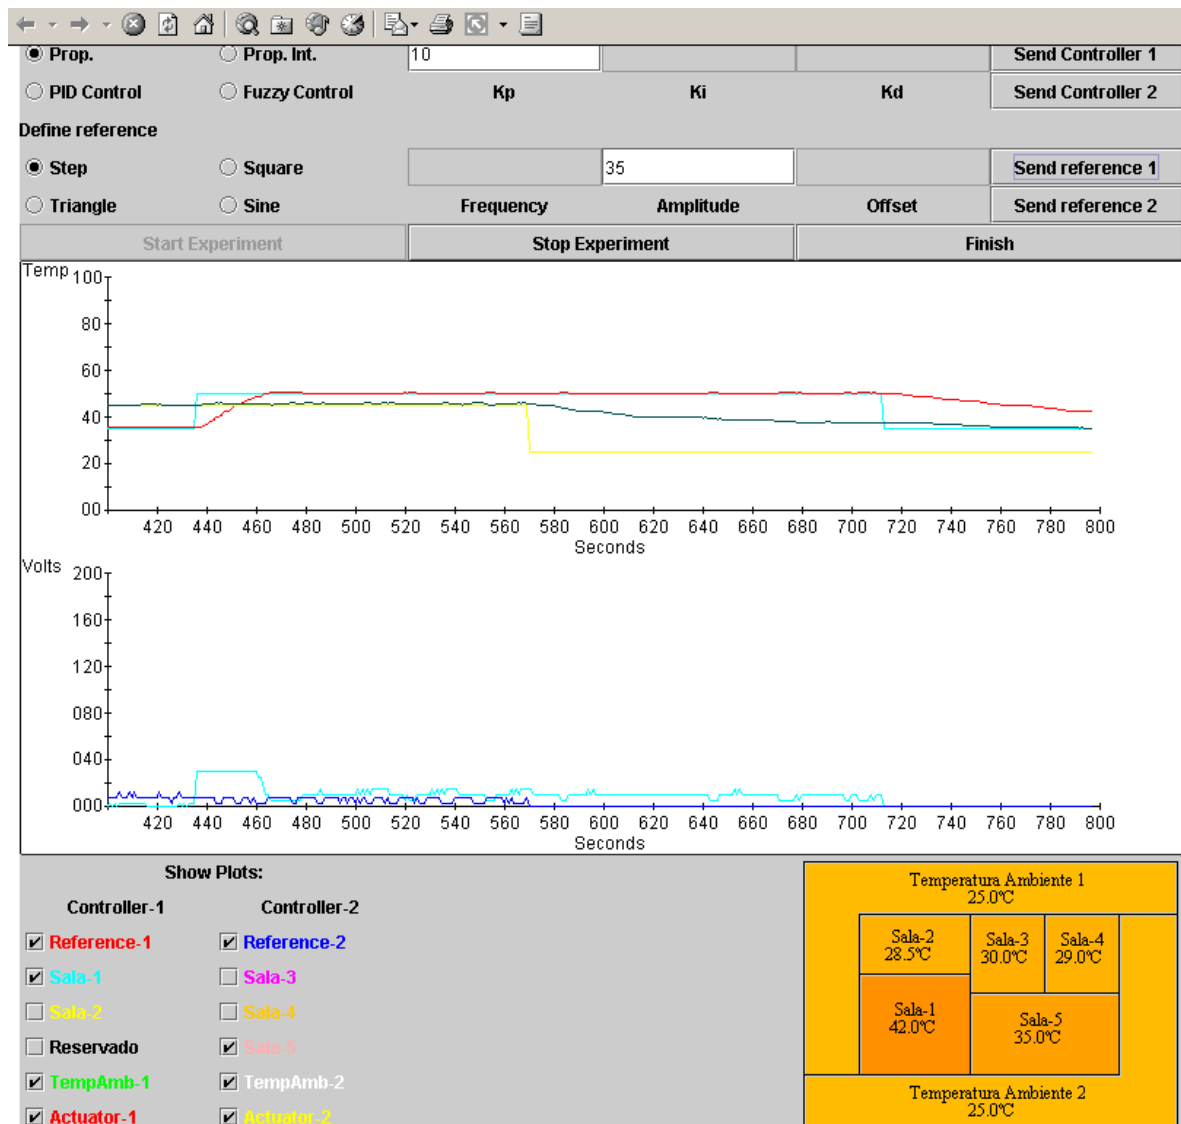 Prop. Prop. Int. 10 Send Controller 1
PID Control Fuzzy Control Kp Ki Kd Send Controller 2
Define reference
Step Square 35 Send reference 1
Triangle Sine Frequency Amplitude Offset Send reference 2
Start Experiment Stop Experiment Finish
Temp
100
80
60
40
20
00
420 440 460 480 500 520 540 560 580 600 620 640 660 680 700 720 740 760 780 800
Seconds
Volts
200
160
120
080
040
000
420 440 460 480 500 520 540 560 580 600 620 640 660 680 700 720 740 760 780 800
Seconds
Show Plots:
Controller-1 Controller-2
Reference-1 Reference-2
Sala-1 Sala-3
Sala-2 Sala-4
Reservado Sala-5
TempAmb-1 TempAmb-2
Actuator-1 Actuator-2
Temperatura Ambiente 1
25.0ºC
Sala-2
28.5ºC
Sala-3
30.0ºC
Sala-4
29.0ºC
Sala-1
42.0ºC
Sala-5
35.0ºC
Temperatura Ambiente 2
25.0ºC